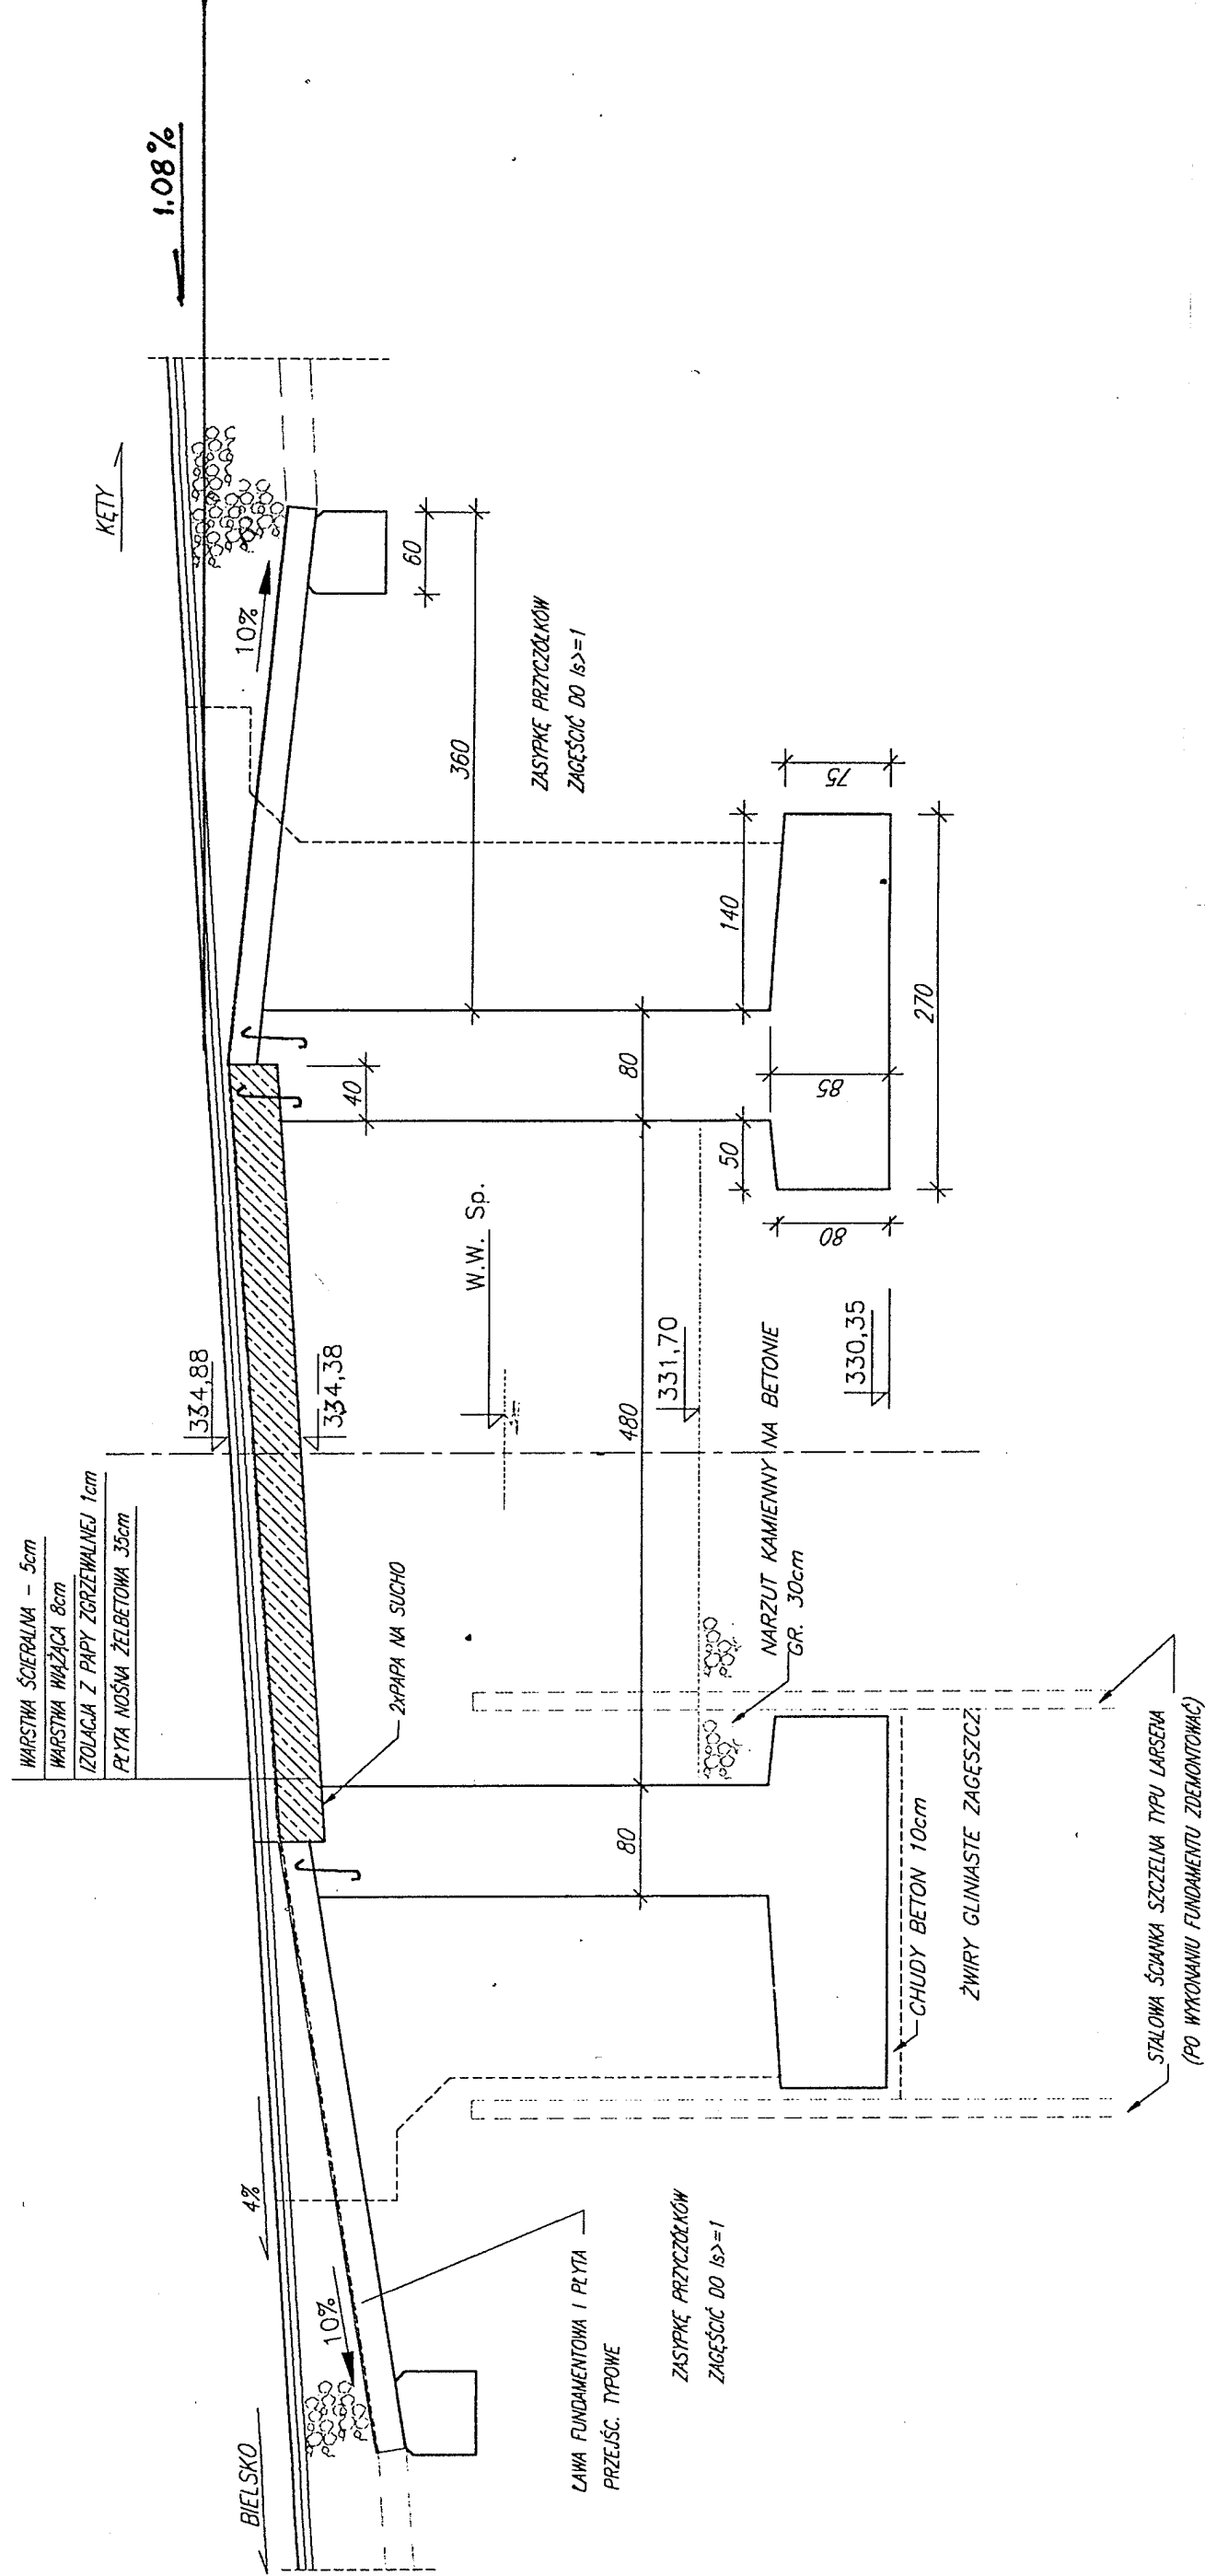 WARSTWA ŚCIERALNA - 5cm
WARSTWA WIĄŻĄCA 8cm
IZOLACJA Z PAPY ZGRZEWALNEJ 1cm
PŁYTA NOŚNA ŻELBETOWA 35cm
BIELSKO
4%
10%
334,88
334,38
KĘTY
1.08%
10%
2xPAPA NA SUCHO
W.W. Sp.
40
60
360
ŁAWA FUNDAMENTOWA I PŁYTA
PRZEJŚC. TYPOWE
ZASYPKĘ PRZYCZÓŁKÓW
ZAGĘŚCIĆ DO Is>=1
ZASYPKĘ PRZYCZÓŁKÓW
ZAGĘŚCIĆ DO Is>=1
80
480
80
331,70
NARZUT KAMIENNY NA BETONIE
GR. 30cm
50
140
85
80
75
330,35
270
CHUDY BETON 10cm
ŻWIRY GLINIASTE ZAGĘSZCZ.
STALOWA ŚCIANKA SZCZELNA TYPU LARSENA
(PO WYKONANIU FUNDAMENTU ZDEMONTOWAĆ)